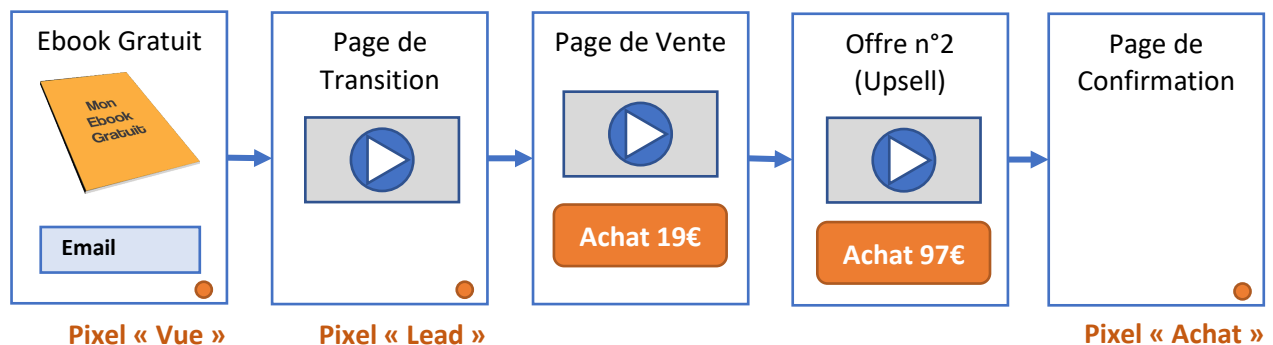 Ebook Gratuit
Mon
Ebook
Gratuit
Email
Pixel « Vue »
Page de
Transition
Pixel « Lead »
Page de Vente
Achat 19€
Offre n°2
(Upsell)
Achat 97€
Page de
Confirmation
Pixel « Achat »